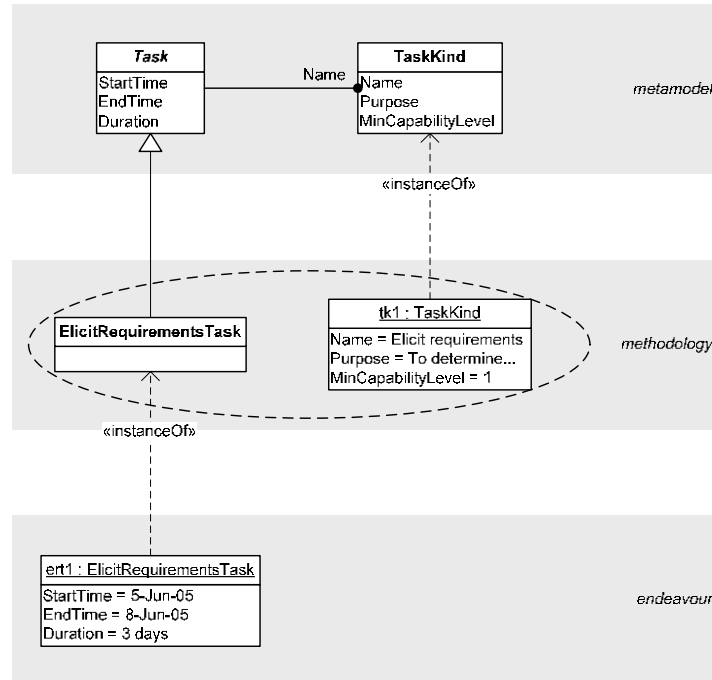 Task
StartTime
EndTime
Duration
Name
TaskKind
Name
Purpose
MinCapabilityLevel
metamodel
«instanceOf»
ElicitRequirementsTask
tk1 : TaskKind
Name = Elicit requirements
Purpose = To determine...
MinCapabilityLevel = 1
methodology
«instanceOf»
ert1 : ElicitRequirementsTask
StartTime = 5-Jun-05
EndTime = 8-Jun-05
Duration = 3 days
endeavour